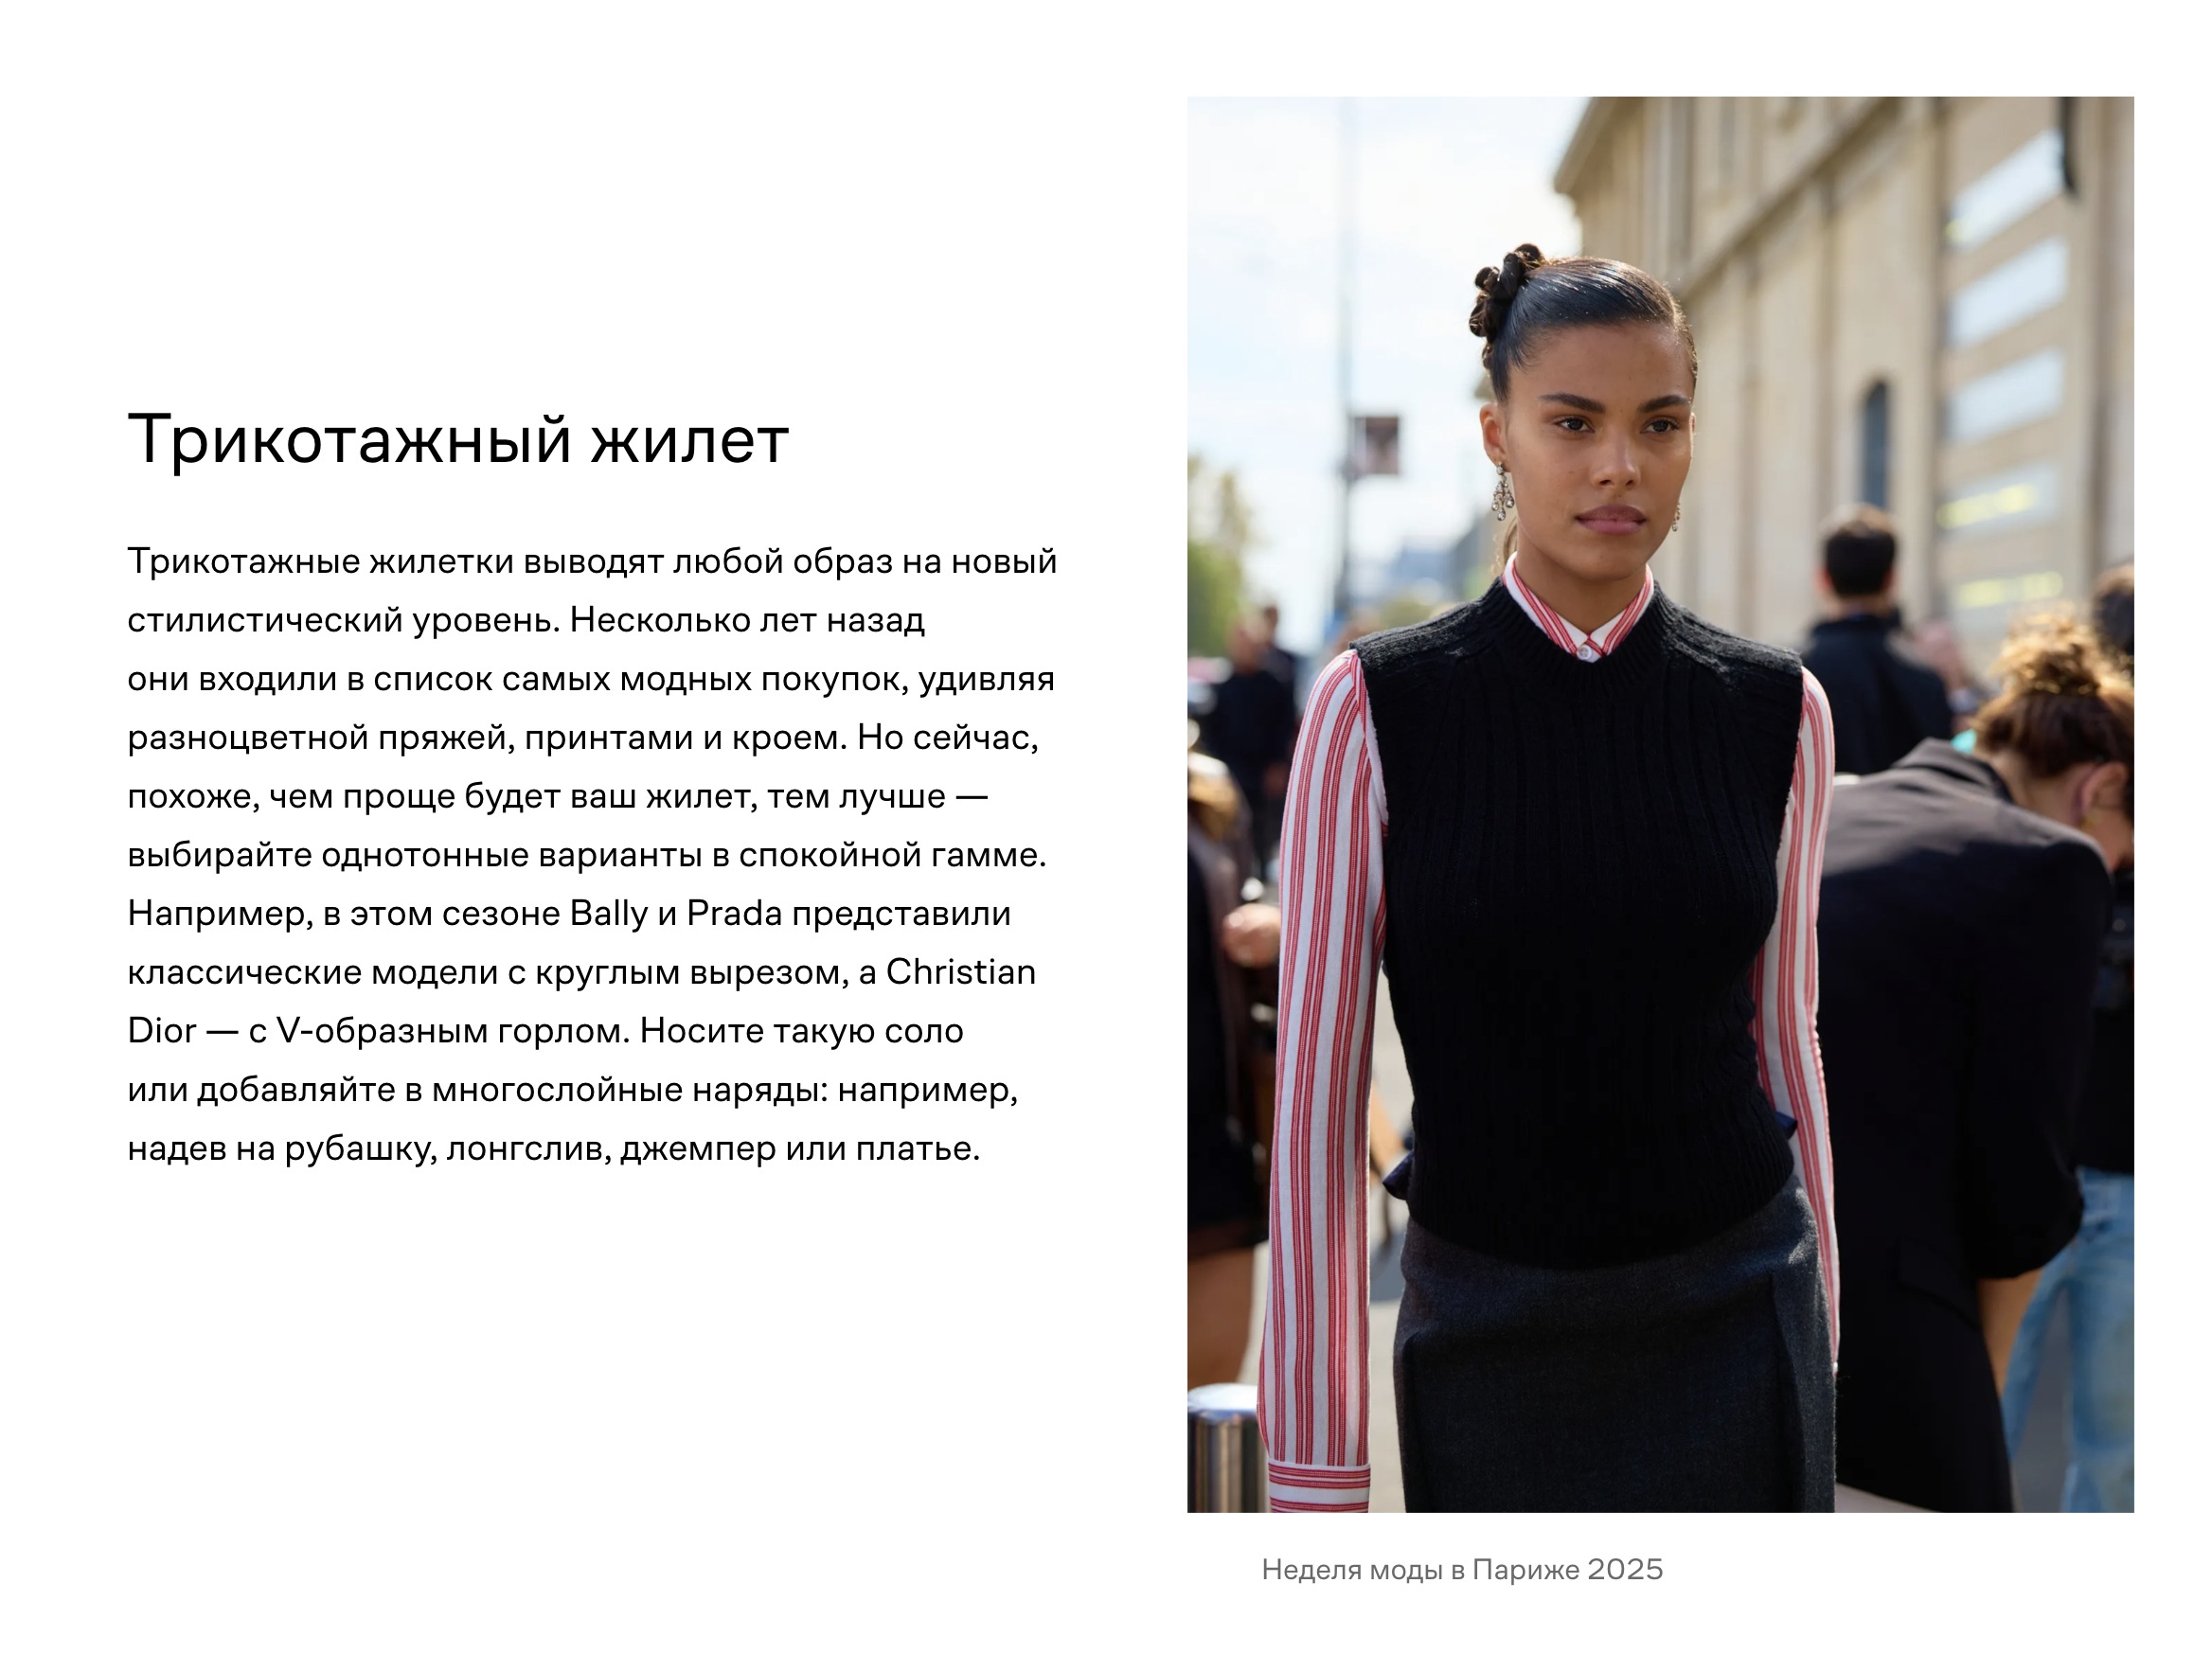 Трикотажный жилет
Трикотажные жилетки выводят любой образ на новый
стилистический уровень. Несколько лет назад
они входили в список самых модных покупок, удивляя
разноцветной пряжей, принтами и кроем. Но сейчас,
похоже, чем проще будет ваш жилет, тем лучше —
выбирайте однотонные варианты в спокойной гамме.
Например, в этом сезоне Bally и Prada представили
классические модели с круглым вырезом, а Christian
Dior — с V-образным горлом. Носите такую соло
или добавляйте в многослойные наряды: например,
надев на рубашку, лонгслив, джемпер или платье.
Неделя моды в Париже 2025